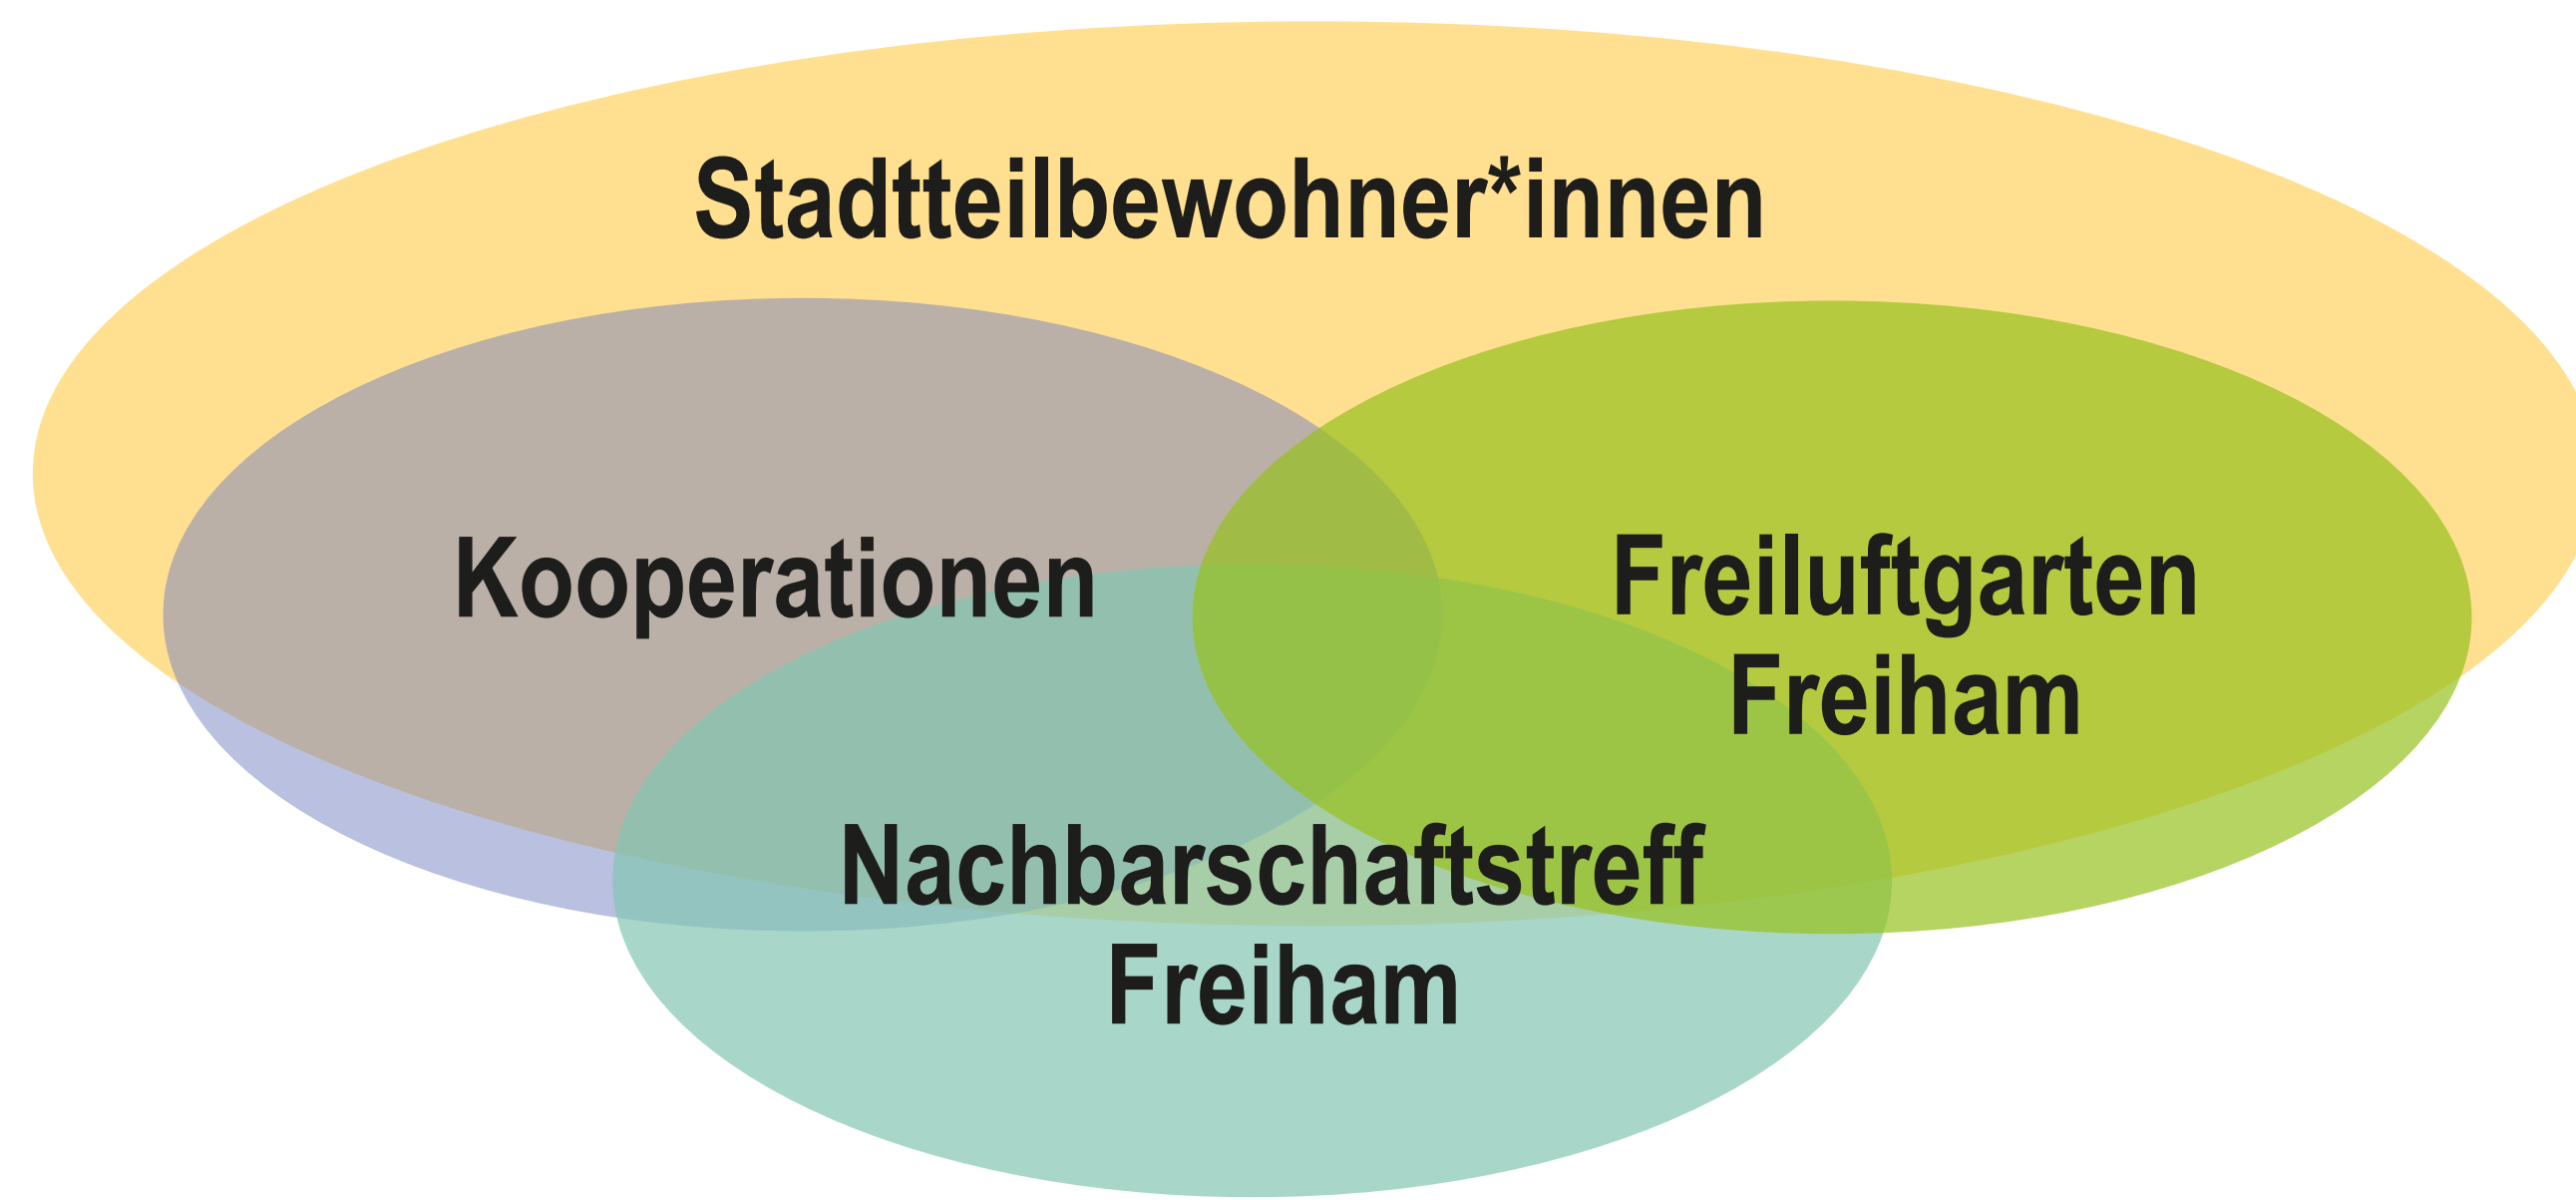 Stadtteilbewohner*innen
Kooperationen
Freiluftgarten
Freiham
Nachbarschaftstreff
Freiham